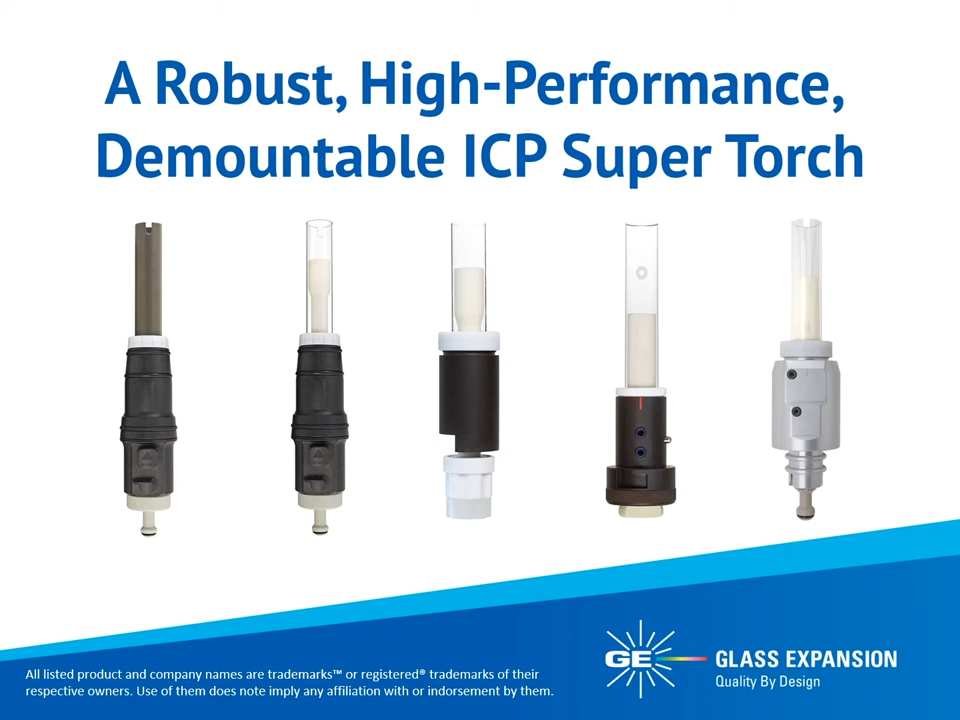 A Robust, High-Performance,
Demountable ICP Super Torch
All listed product and company names are trademarks™ or registered® trademarks of their
respective owners. Use of them does note imply any affiliation with or indorsement by them.
GE
GLASS EXPANSION
Quality By Design